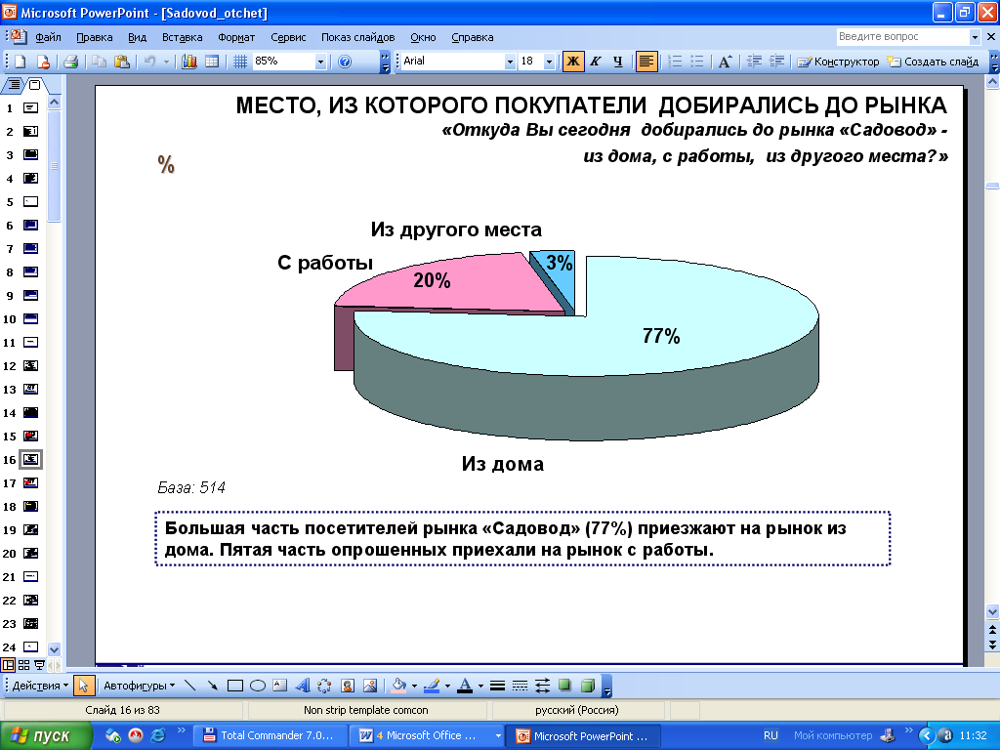 Microsoft PowerPoint - [Sadovod_otchet]
Файл Правка Вид Вставка Формат Сервис Показ слайдов Окно Справка Введите вопрос
85% Arial 18 Ж К Ч Конструктор Создать слайд
1
2
3
4
5
6
7
8
9
10
11
12
13
14
15
16
17
18
19
20
21
22
23
24
МЕСТО, ИЗ КОТОРОГО ПОКУПАТЕЛИ ДОБИРАЛИСЬ ДО РЫНКА
«Откуда Вы сегодня добирались до рынка «Садовод» -
из дома, с работы, из другого места?»
%
Из другого места
С работы
3%
20%
77%
Из дома
База: 514
Большая часть посетителей рынка «Садовод» (77%) приезжают на рынок из
дома. Пятая часть опрошенных приехали на рынок с работы.
Действия Автофигуры
Слайд 16 из 83 Non strip template comcon русский (Россия)
пуск Total Commander 7.0... 4 Microsoft Office ... Microsoft PowerPoint ... RU Мой компьютер 11:32